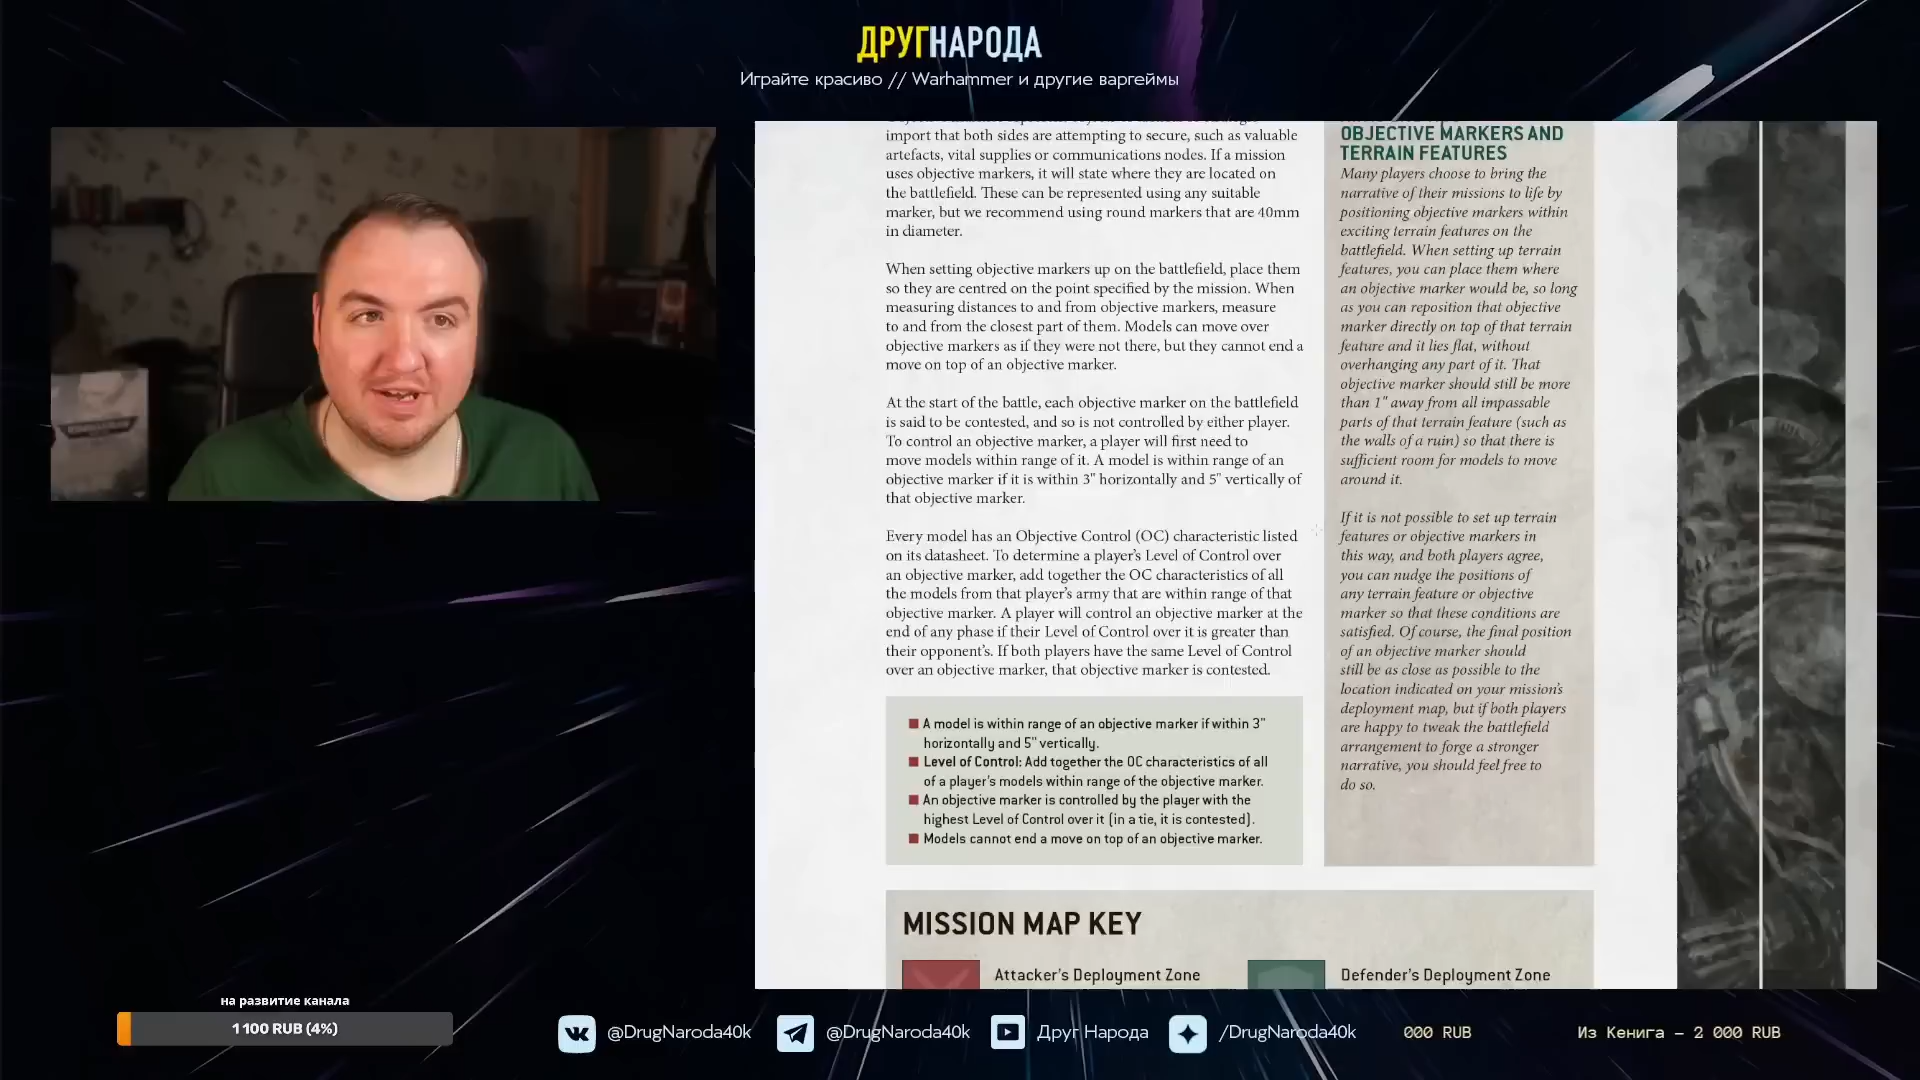 ДРУГНАРОДА
Играйте красиво // Warhammer и другие варгеймы
import that both sides are attempting to secure, such as valuable
artefacts, vital supplies or communications nodes. If a mission
uses objective markers, it will state where they are located on
the battlefield. These can be represented using any suitable
marker, but we recommend using round markers that are 40mm
in diameter.
When setting objective markers up on the battlefield, place them
so they are centred on the point specified by the mission. When
measuring distances to and from objective markers, measure
to and from the closest part of them. Models can move over
objective markers as if they were not there, but they cannot end a
move on top of an objective marker.
At the start of the battle, each objective marker on the battlefield
is said to be contested, and so is not controlled by either player.
To control an objective marker, a player will first need to
move models within range of it. A model is within range of an
objective marker if it is within 3" horizontally and 5" vertically of
that objective marker.
Every model has an Objective Control (OC) characteristic listed
on its datasheet. To determine a player's Level of Control over
an objective marker, add together the OC characteristics of all
the models from that player's army that are within range of that
objective marker. A player will control an objective marker at the
end of any phase if their Level of Control over it is greater than
their opponent's. If both players have the same Level of Control
over an objective marker, that objective marker is contested.
A model is within range of an objective marker if within 3"
horizontally and 5" vertically.
Level of Control: Add together the OC characteristics of all
of a player's models within range of the objective marker.
An objective marker is controlled by the player with the
highest Level of Control over it (in a tie, it is contested).
Models cannot end a move on top of an objective marker.
OBJECTIVE MARKERS AND
TERRAIN FEATURES
Many players choose to bring the
narrative of their missions to life by
positioning objective markers within
exciting terrain features on the
battlefield. When setting up terrain
features, you can place them where
an objective marker would be, so long
as you can reposition that objective
marker directly on top of that terrain
feature and it lies flat, without
overhanging any part of it. That
objective marker should still be more
than 1" away from all impassable
parts of that terrain feature (such as
the walls of a ruin) so that there is
sufficient room for models to move
around it.
If it is not possible to set up terrain
features or objective markers in
this way, and both players agree,
you can nudge the positions of
any terrain feature or objective
marker so that these conditions are
satisfied. Of course, the final position
of an objective marker should
still be as close as possible to the
location indicated on your mission's
deployment map, but if both players
are happy to tweak the battlefield
arrangement to forge a stronger
narrative, you should feel free to
do so.
MISSION MAP KEY
Attacker's Deployment Zone
Defender's Deployment Zone
на развитие канала
1 100 RUB (4%)
@DrugNaroda40k
@DrugNaroda40k
Друг Народа
/DrugNaroda40k
000 RUB
Из Кенига – 2 000 RUB